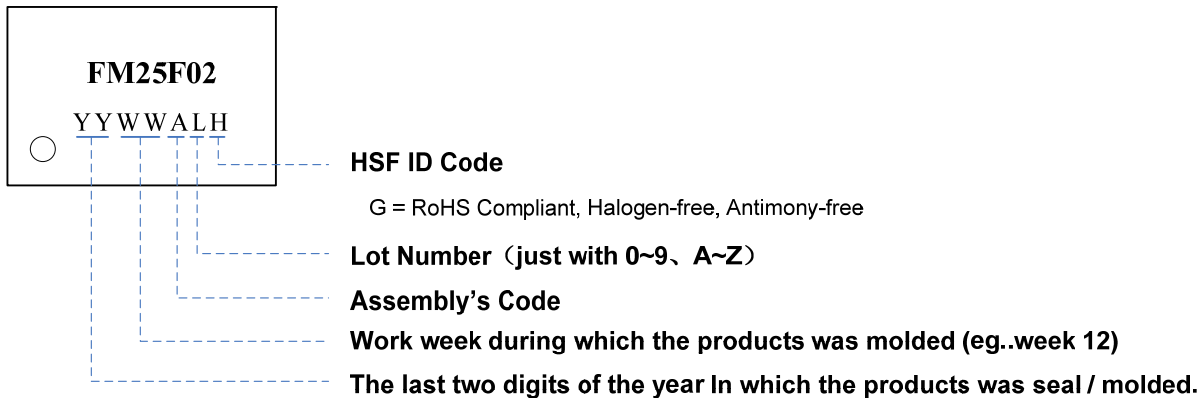 FM25F02
YYWWALH
HSF ID Code
G = RoHS Compliant, Halogen-free, Antimony-free
Lot Number（just with 0~9、A~Z）
Assembly's Code
Work week during which the products was molded (eg..week 12)
The last two digits of the year In which the products was seal / molded.